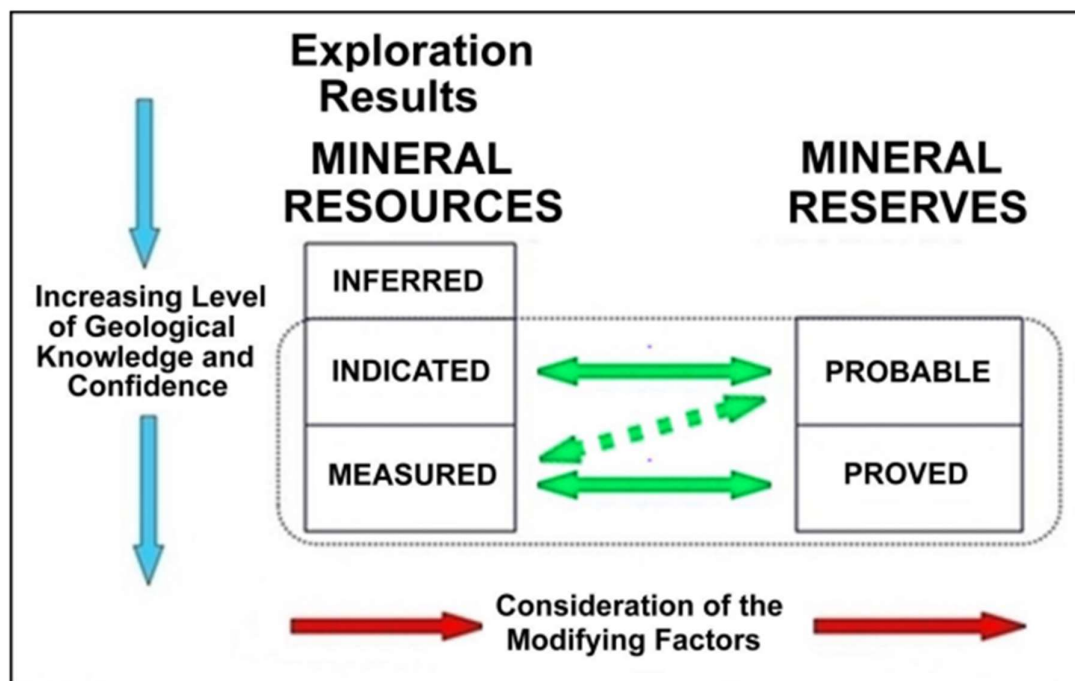 Exploration
Results
MINERAL
RESOURCES
MINERAL
RESERVES
Increasing Level
of Geological
Knowledge and
Confidence
INFERRED
INDICATED
MEASURED
PROBABLE
PROVED
Consideration of the
Modifying Factors